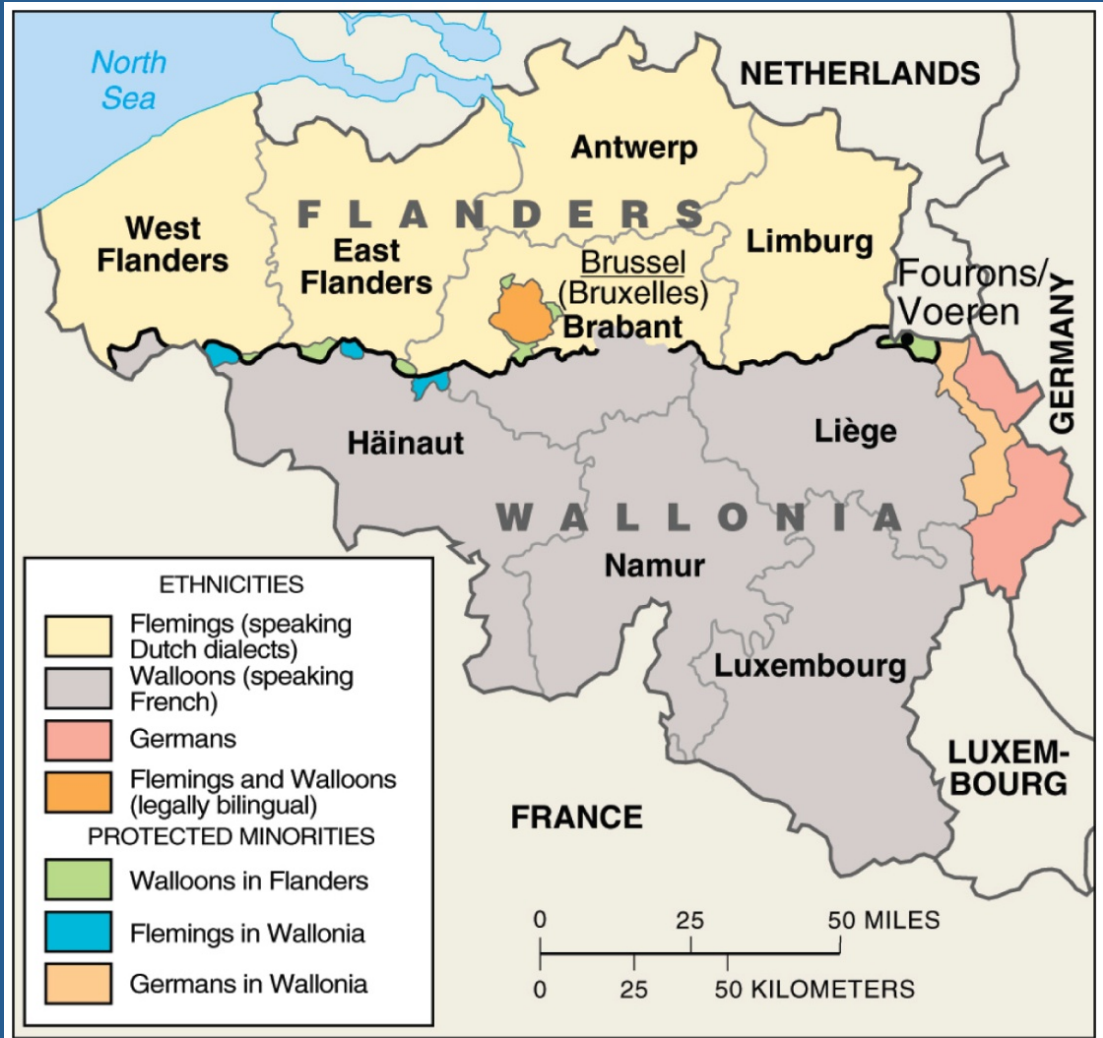 North
Sea
NETHERLANDS
Antwerp
FLANDERS
West
Flanders
East
Flanders
Limburg
Brussel
(Bruxelles)
Brabant
Fourons/
Voeren
GERMANY
Häinaut
Liège
WALLONIA
Namur
Luxembourg
LUXEM-
BOURG
FRANCE
ETHNICITIES
Flemings (speaking
Dutch dialects)
Walloons (speaking
French)
Germans
Flemings and Walloons
(legally bilingual)
PROTECTED MINORITIES
Walloons in Flanders
Flemings in Wallonia
Germans in Wallonia
0 25 50 MILES
0 25 50 KILOMETERS